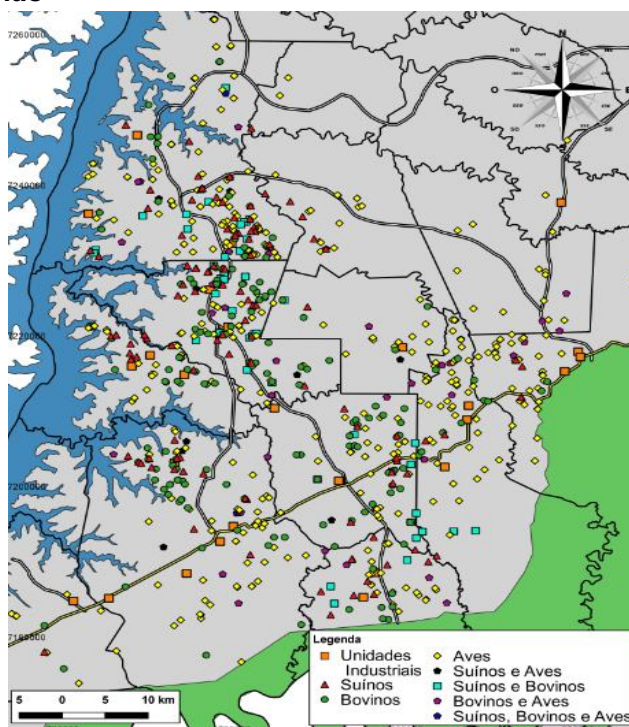 7260000
7240000
7220000
7200000
N
O
Legenda
Unidades Industriais
Suínos
Bovinos
Aves
Suínos e Aves
Suínos e Bovinos
Bovinos e Aves
Suínos, Bovinos e Aves
5 0 5 10 km